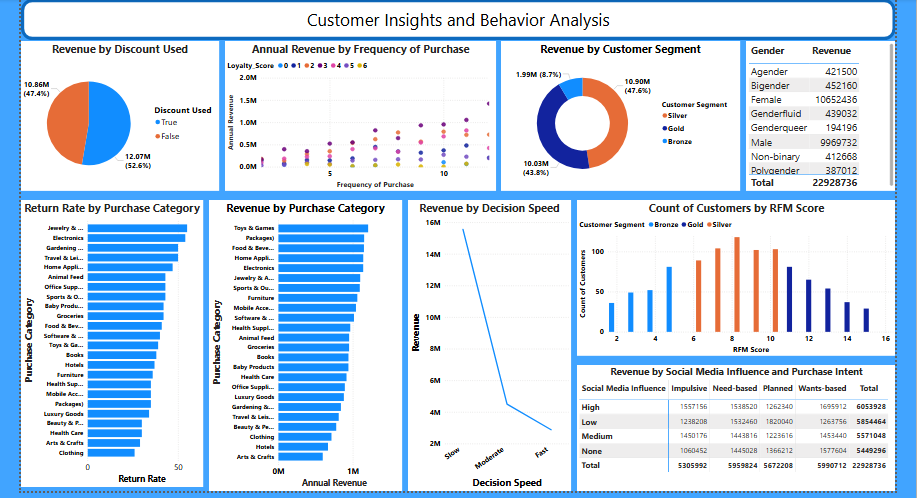 Customer Insights and Behavior Analysis
Revenue by Discount Used
10.86M
(47.4%)
12.07M
(52.6%)
Discount Used
True
False
Annual Revenue by Frequency of Purchase
Loyalty_Score 0 1 2 3 4 5 6
Annual Revenue
2.0M
1.5M
1.0M
0.5M
0.0M
5
10
Frequency of Purchase
Revenue by Customer Segment
1.99M (8.7%)
10.90M
(47.6%)
10.03M
(43.8%)
Customer Segment
Silver
Gold
Bronze
Gender Revenue
Agender 421500
Bigender 452160
Female 10652436
Genderfluid 439032
Genderqueer 194196
Male 9969732
Non-binary 412668
Polygender 387012
Total 22928736
Return Rate by Purchase Category
Purchase Category
Jewelry & ...
Electronics
Gardening ...
Travel & Lei...
Home Appli...
Animal Feed
Office Supp...
Sports & O...
Baby Produ...
Groceries
Food & Bev...
Software & ...
Toys & Ga...
Books
Hotels
Furniture
Health Sup...
Mobile Acc...
Packages)
Luxury Goods
Beauty & P...
Health Care
Arts & Crafts
Clothing
0
50
Return Rate
Revenue by Purchase Category
Purchase Category
Toys & Games
Packages)
Food & Beve...
Home Appli...
Electronics
Jewelry & A...
Sports & Ou...
Furniture
Mobile Acce...
Software & ...
Health Suppl...
Animal Feed
Groceries
Books
Baby Products
Health Care
Office Suppli...
Luxury Goods
Gardening &...
Travel & Leis...
Beauty & Pe...
Clothing
Hotels
Arts & Crafts
0M
1M
Annual Revenue
Revenue by Decision Speed
Revenue
16M
14M
12M
10M
8M
6M
4M
2M
Slow
Moderate
Fast
Decision Speed
Count of Customers by RFM Score
Customer Segment Bronze Gold Silver
Count of Customers
100
50
0
2 4 6 8 10 12 14 16
RFM Score
Revenue by Social Media Influence and Purchase Intent
Social Media Influence Impulsive Need-based Planned Wants-based Total
High 1557156 1538520 1262340 1695912 6053928
Low 1238208 1532460 1820040 1263756 5854464
Medium 1450176 1443816 1223616 1453440 5571048
None 1060452 1445028 1366212 1577604 5449296
Total 5305992 5959824 5672208 5990712 22928736